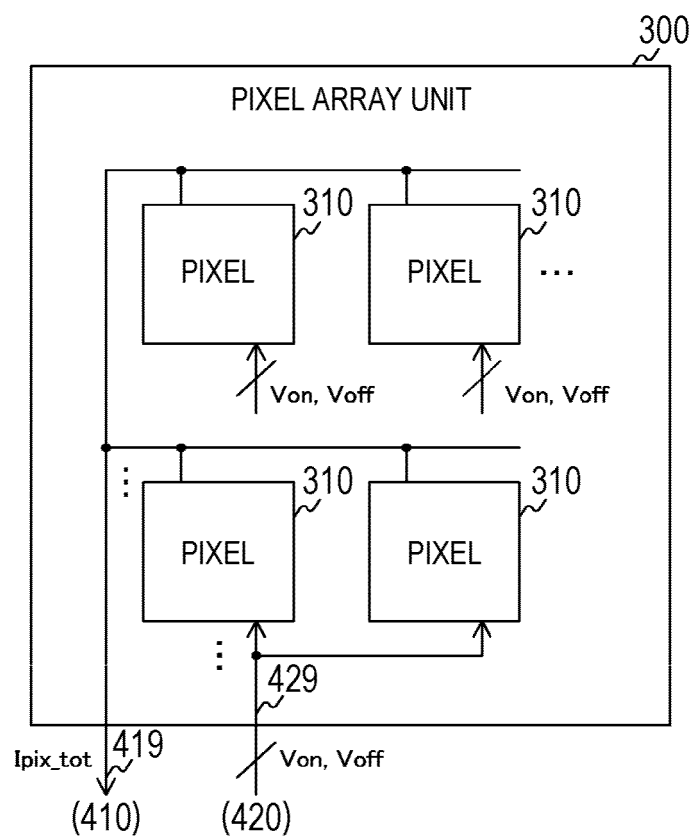 300
PIXEL ARRAY UNIT
310
310
PIXEL
PIXEL
...
Von, Voff
Von, Voff
310
310
PIXEL
PIXEL
429
Ipix_tot
419
Von, Voff
(410)
(420)